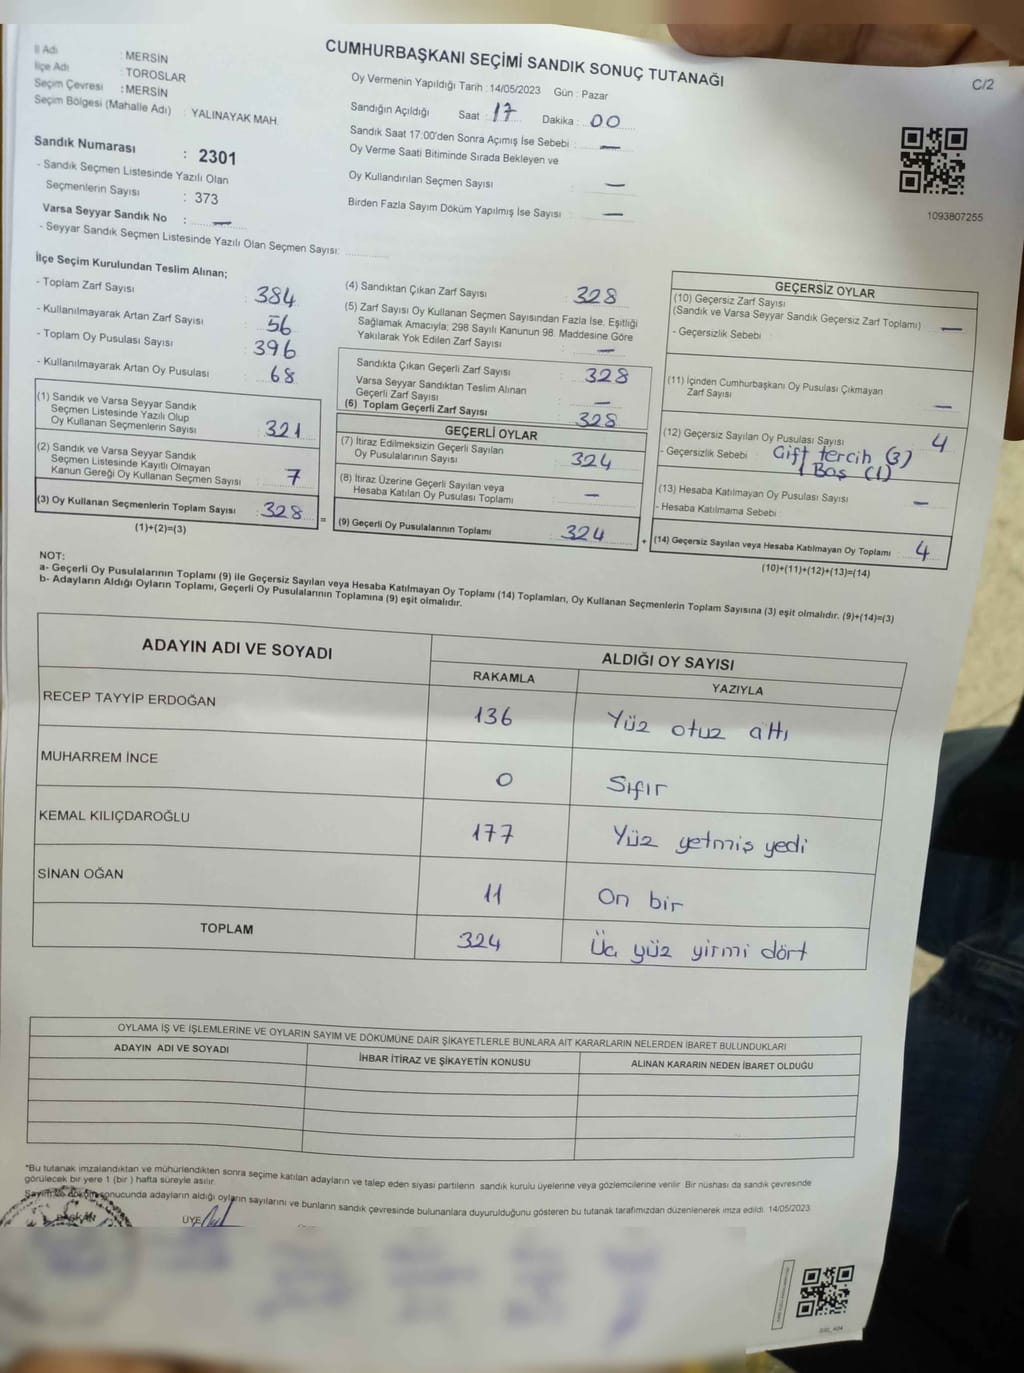 CUMHURBAŞKANI SEÇİMİ SANDIK SONUÇ TUTANAĞI
C/2
İl Adı : MERSİN
İlçe Adı : TOROSLAR
Seçim Çevresi : MERSİN
Seçim Bölgesi (Mahalle Adı) : YALINAYAK MAH.
Sandık Numarası : 2301
- Sandık Seçmen Listesinde Yazılı Olan
Seçmenlerin Sayısı : 373
Varsa Seyyar Sandık No : —
- Seyyar Sandık Seçmen Listesinde Yazılı Olan Seçmen Sayısı:
Oy Vermenin Yapıldığı Tarih : 14/05/2023 Gün : Pazar
Sandığın Açıldığı Saat : 17 Dakika : 00
Sandık Saat 17:00'den Sonra Açımış İse Sebebi : —
Oy Verme Saati Bitiminde Sırada Bekleyen ve
Oy Kullandırılan Seçmen Sayısı : —
Birden Fazla Sayım Döküm Yapılmış İse Sayısı : —
1093807255
İlçe Seçim Kurulundan Teslim Alınan;
- Toplam Zarf Sayısı : 384
- Kullanılmayarak Artan Zarf Sayısı : 56
- Toplam Oy Pusulası Sayısı : 396
- Kullanılmayarak Artan Oy Pusulası : 68
(1) Sandık ve Varsa Seyyar Sandık
Seçmen Listesinde Yazılı Olup
Oy Kullanan Seçmenlerin Sayısı : 321
(2) Sandık ve Varsa Seyyar Sandık
Seçmen Listesinde Kayıtlı Olmayan
Kanun Gereği Oy Kullanan Seçmen Sayısı : 7
(3) Oy Kullanan Seçmenlerin Toplam Sayısı : 328
(1)+(2)=(3)
(4) Sandıktan Çıkan Zarf Sayısı : 328
(5) Zarf Sayısı Oy Kullanan Seçmen Sayısından Fazla İse, Eşitliği
Sağlamak Amacıyla; 298 Sayılı Kanunun 98. Maddesine Göre
Yakılarak Yok Edilen Zarf Sayısı : —
Sandıkta Çıkan Geçerli Zarf Sayısı : 328
Varsa Seyyar Sandıktan Teslim Alınan
Geçerli Zarf Sayısı : —
(6) Toplam Geçerli Zarf Sayısı : 328
GEÇERLİ OYLAR
(7) İtiraz Edilmeksizin Geçerli Sayılan
Oy Pusulalarının Sayısı : 324
(8) İtiraz Üzerine Geçerli Sayılan veya
Hesaba Katılan Oy Pusulası Toplamı : —
= (9) Geçerli Oy Pusulalarının Toplamı : 324
GEÇERSİZ OYLAR
(10) Geçersiz Zarf Sayısı
(Sandık ve Varsa Seyyar Sandık Geçersiz Zarf Toplamı) : —
- Geçersizlik Sebebi :
(11) İçinden Cumhurbaşkanı Oy Pusulası Çıkmayan
Zarf Sayısı : —
(12) Geçersiz Sayılan Oy Pusulası Sayısı : 4
- Geçersizlik Sebebi : Çift tercih (3)
1 Boş (1)
(13) Hesaba Katılmayan Oy Pusulası Sayısı : —
- Hesaba Katılmama Sebebi :
+ (14) Geçersiz Sayılan veya Hesaba Katılmayan Oy Toplamı : 4
(10)+(11)+(12)+(13)=(14)
NOT:
a- Geçerli Oy Pusulalarının Toplamı (9) ile Geçersiz Sayılan veya Hesaba Katılmayan Oy Toplamı (14) Toplamları, Oy Kullanan Seçmenlerin Toplam Sayısına (3) eşit olmalıdır. (9)+(14)=(3)
b- Adayların Aldığı Oyların Toplamı, Geçerli Oy Pusulalarının Toplamına (9) eşit olmalıdır.
ADAYIN ADI VE SOYADI
ALDIĞI OY SAYISI
RAKAMLA YAZIYLA
RECEP TAYYİP ERDOĞAN 136 Yüz otuz altı
MUHARREM İNCE 0 Sıfır
KEMAL KILIÇDAROĞLU 177 Yüz yetmiş yedi
SİNAN OĞAN 11 On bir
TOPLAM 324 Üç yüz yirmi dört
OYLAMA İŞ VE İŞLEMLERİNE VE OYLARIN SAYIM VE DÖKÜMÜNE DAİR ŞİKAYETLERLE BUNLARA AİT KARARLARIN NELERDEN İBARET BULUNDUKLARI
ADAYIN ADI VE SOYADI İHBAR İTİRAZ VE ŞİKAYETİN KONUSU ALINAN KARARIN NEDEN İBARET OLDUĞU
*Bu tutanak imzalandıktan ve mühürlendikten sonra seçime katılan adayların ve talep eden siyasi partilerin sandık kurulu üyelerine veya gözlemcilerine verilir. Bir nüshası da sandık çevresinde
görülecek bir yere 1 (bir ) hafta süreyle asılır.
Sayım ve döküm sonucunda adayların aldığı oyların sayılarını ve bunların sandık çevresinde bulunanlara duyurulduğunu gösteren bu tutanak tarafımızdan düzenlenerek imza edildi. 14/05/2023
BAŞKAN ÜYE